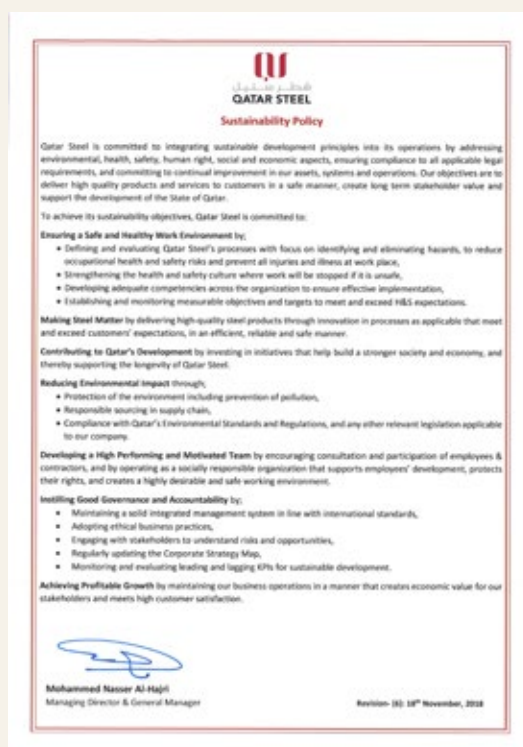 قطر ستيل
QATAR STEEL
Sustainability Policy
Qatar Steel is committed to integrating sustainable development principles into its operations by addressing
environmental, health, safety, human right, social and economic aspects, ensuring compliance to all applicable legal
requirements, and committing to continual improvement in our assets, systems and operations. Our objectives are to
deliver high quality products and services to customers in a safe manner, create long term stakeholder value and
support the development of the State of Qatar.
To achieve its sustainability objectives, Qatar Steel is committed to:
Ensuring a Safe and Healthy Work Environment by;
• Defining and evaluating Qatar Steel's processes with focus on identifying and eliminating hazards, to reduce
occupational health and safety risks and prevent all injuries and illness at work place,
• Strengthening the health and safety culture where work will be stopped if it is unsafe,
• Developing adequate competencies across the organization to ensure effective implementation,
• Establishing and monitoring measurable objectives and targets to meet and exceed H&S expectations.
Making Steel Matter by delivering high-quality steel products through innovation in processes as applicable that meet
and exceed customers' expectations, in an efficient, reliable and safe manner.
Contributing to Qatar's Development by investing in initiatives that help build a stronger society and economy, and
thereby supporting the longevity of Qatar Steel.
Reducing Environmental Impact through;
• Protection of the environment including prevention of pollution,
• Responsible sourcing in supply chain,
• Compliance with Qatar's Environmental Standards and Regulations, and any other relevant legislation applicable
to our company.
Developing a High Performing and Motivated Team by encouraging consultation and participation of employees &
contractors, and by operating as a socially responsible organization that supports employees' development, protects
their rights, and creates a highly desirable and safe working environment.
Instilling Good Governance and Accountability by;
• Maintaining a solid integrated management system in line with international standards,
• Adopting ethical business practices,
• Engaging with stakeholders to understand risks and opportunities,
• Regularly updating the Corporate Strategy Map,
• Monitoring and evaluating leading and lagging KPIs for sustainable development.
Achieving Profitable Growth by maintaining our business operations in a manner that creates economic value for our
stakeholders and meets high customer satisfaction.
Mohammed Nasser Al-Hajri
Managing Director & General Manager
Revision- (6): 18th November, 2018